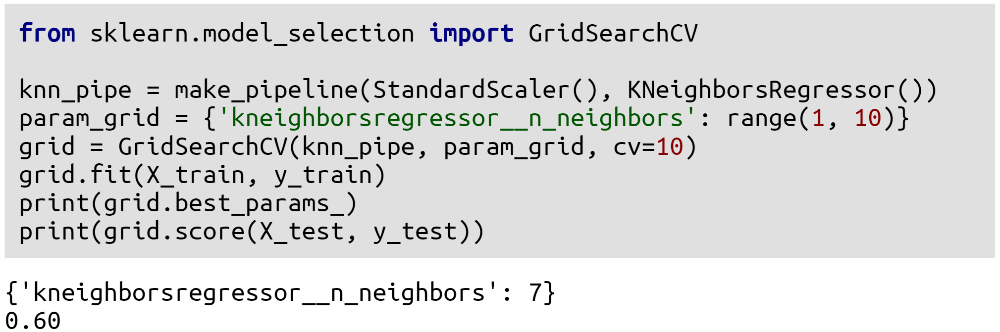 from sklearn.model_selection import GridSearchCV
knn_pipe = make_pipeline(StandardScaler(), KNeighborsRegressor())
param_grid = {'kneighborsregressor__n_neighbors': range(1, 10)}
grid = GridSearchCV(knn_pipe, param_grid, cv=10)
grid.fit(X_train, y_train)
print(grid.best_params_)
print(grid.score(X_test, y_test))
{'kneighborsregressor__n_neighbors': 7}
0.60